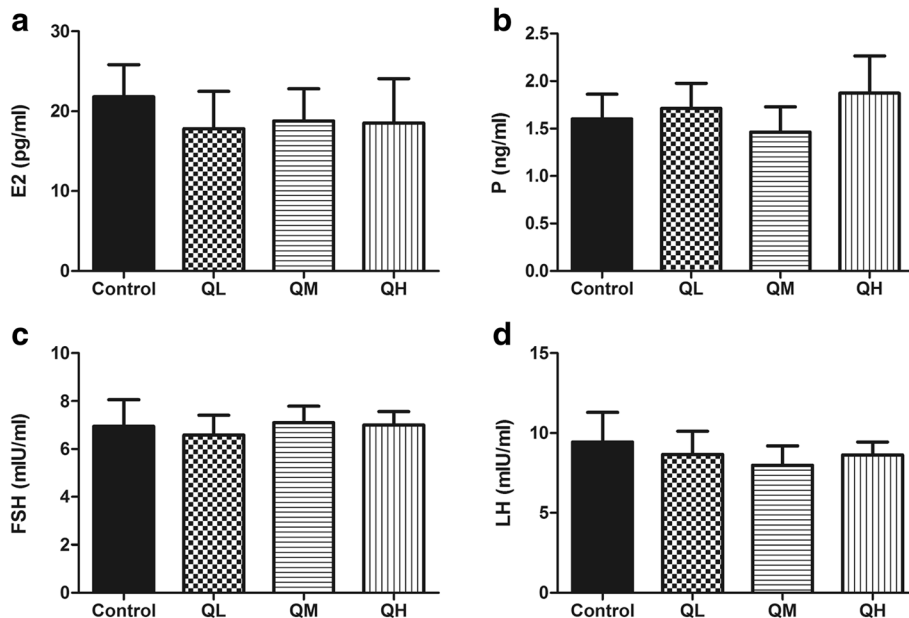 a
E2 (pg/ml)
30
20
10
0
Control QL QM QH
b
P (ng/ml)
2.5
2.0
1.5
1.0
0.5
0.0
Control QL QM QH
c
FSH (mIU/ml)
10
8
6
4
2
0
Control QL QM QH
d
LH (mIU/ml)
15
10
5
0
Control QL QM QH